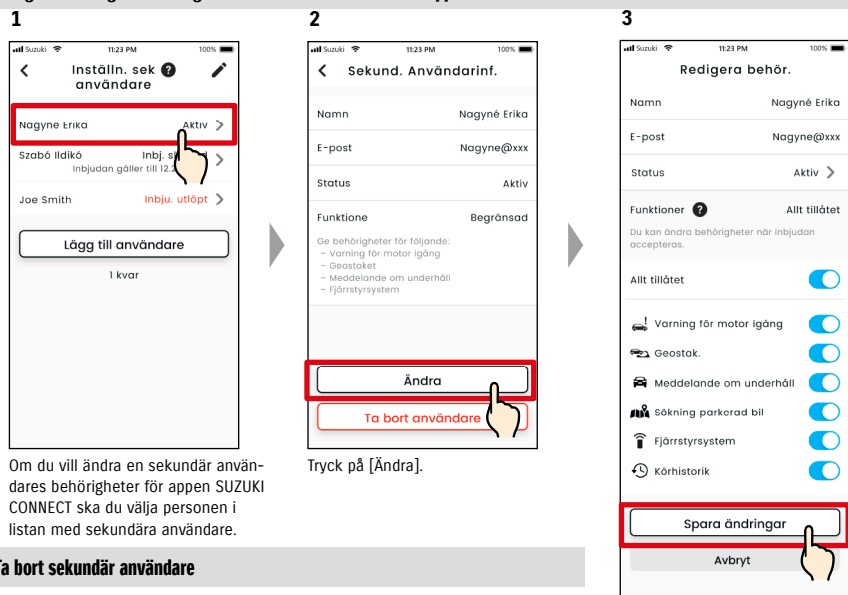 1
Suzuki 11:23 PM 100%
Inställn. sek ?
användare
Nagyné Erika Aktiv
Szabó Ildikó Inbj.
Inbjudan gäller till 12.
Joe Smith Inbju. utlöpt
Lägg till användare
1 kvar
Om du vill ändra en sekundär använ-
dares behörigheter för appen SUZUKI
CONNECT ska du välja personen i
listan med sekundära användare.
2
Suzuki 11:23 PM 100%
Sekund. Användarinf.
Namn Nagyné Erika
E-post Nagyne@xxx
Status Aktiv
Funktione Begränsad
Ge behörigheter för följande:
– Varning för motor igång
– Geostaket
– Meddelande om underhåll
– Fjärrstyrsystem
Ändra
Ta bort användare
Tryck på [Ändra].
3
Suzuki 11:23 PM 100%
Redigera behör.
Namn Nagyné Erika
E-post Nagyne@xxx
Status Aktiv
Funktioner ? Allt tillåtet
Du kan ändra behörigheter når inbjudan
accepteras.
Allt tillåtet
Varning för motor igång
Geostak.
Meddelande om underhåll
Sökning parkerad bil
Fjärrstyrsystem
Körhistorik
Spara ändringar
Avbryt
Ta bort sekundär användare